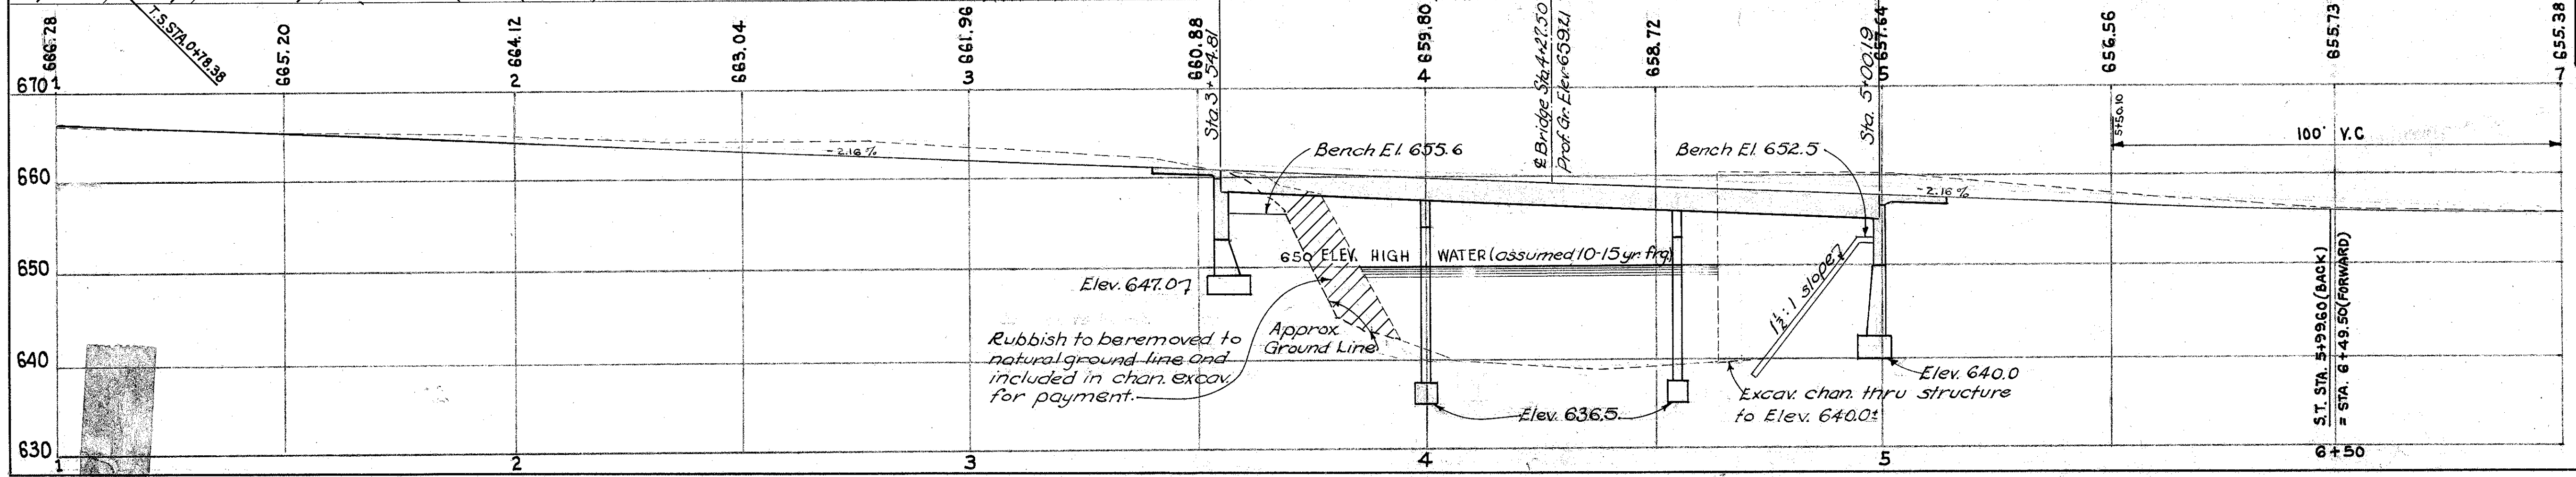 666.28
T.S.STA.0+78.38
665.20
664.12
663.04
661.96
660.88
Sta. 3+54.81
659.80
℄ Bridge Sta 4+27.50
Prof. Gr. Elev 659.21
658.72
Sta. 5+00.19
657.64
656.56
655.73
655.38
670
1
2
3
4
5
7
5+50.10
100' V.C
-2.16 %
Bench El. 655.6
Bench El. 652.5
660
-2.16 %
650 ELEV. HIGH WATER (assumed 10-15 yr. frq)
650
Elev. 647.0
1½:1 slope
S.T. STA. 5+99.60 (BACK)
= STA. 6+49.50 (FORWARD)
Rubbish to be removed to
natural ground line and
included in chan. excav.
for payment.
Approx
Ground Line
640
Elev. 640.0
Excav. chan. thru structure
to Elev. 640.0±
Elev. 636.5
630
1
2
3
4
5
6+50